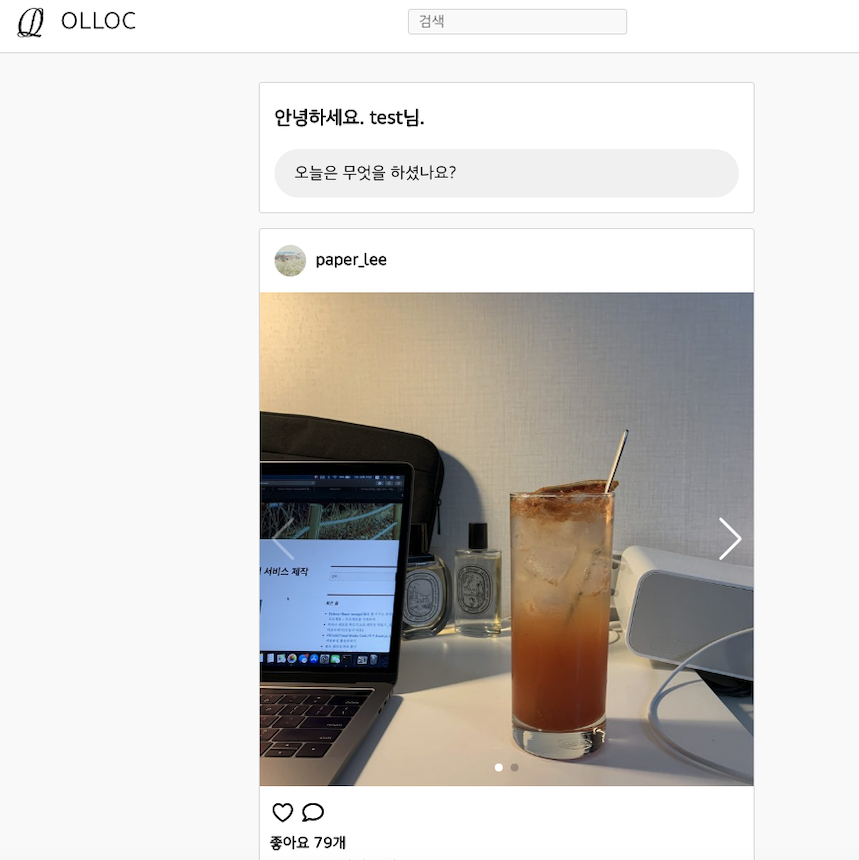 OLLOC
검색
안녕하세요. test님.
오늘은 무엇을 하셨나요?
paper_lee
서비스 제작
좋아요 79개